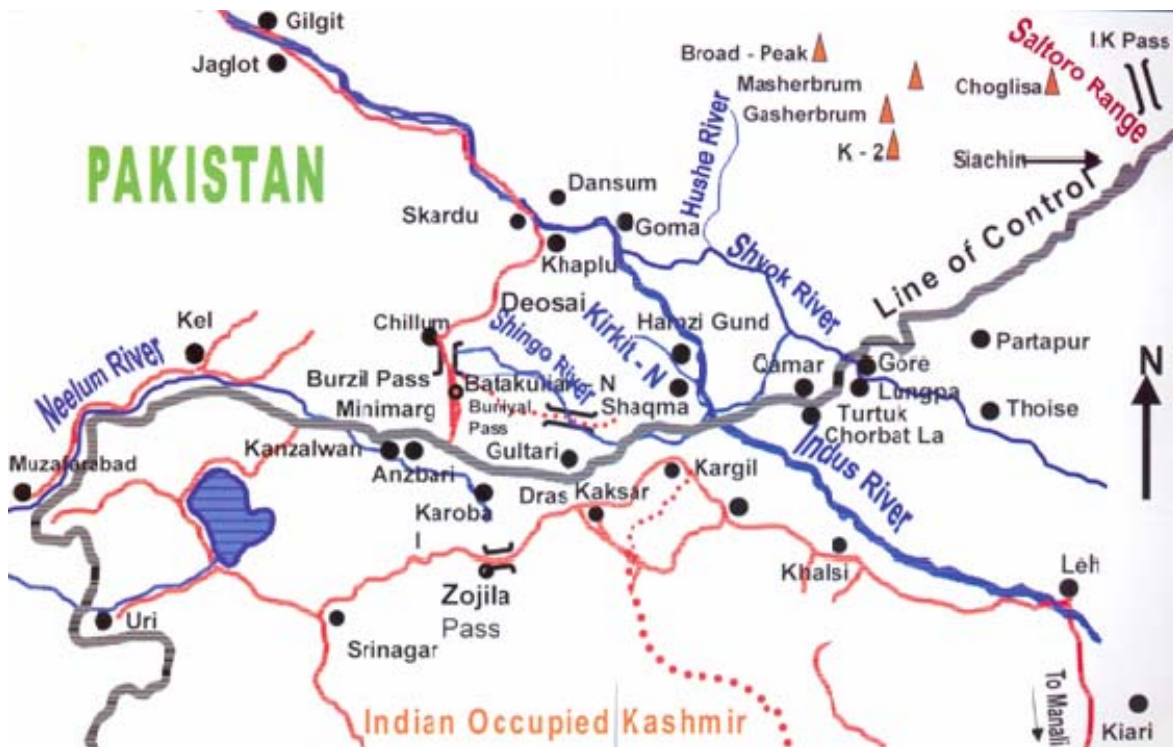 Gilgit
Jaglot
PAKISTAN
Broad - Peak
Masherbrum
Gasherbrum
K - 2
Choglisa
I.K Pass
Saltoro Range
Siachin
Line of Control
Hushe River
Dansum
Skardu
Goma
Khaplu
Shyok River
Deosai
Kel
Chillum
Shingo River
Kirkit - N
Hamzi Gund
Neelum River
Burzil Pass
Batakulian - N
Minimarg
Buniyal
Pass
Shaqma
Qamar
Gore
Lungpa
Partapur
Thoise
Turtuk
Chorbat La
N
Muzafarabad
Kanzalwan
Anzbari
Gultari
Indus River
Karoba
l
Dras
Kaksar
Kargil
Khalsi
Leh
Zojila
Pass
Uri
Srinagar
Indian Occupied Kashmir
To Manali
Kiari